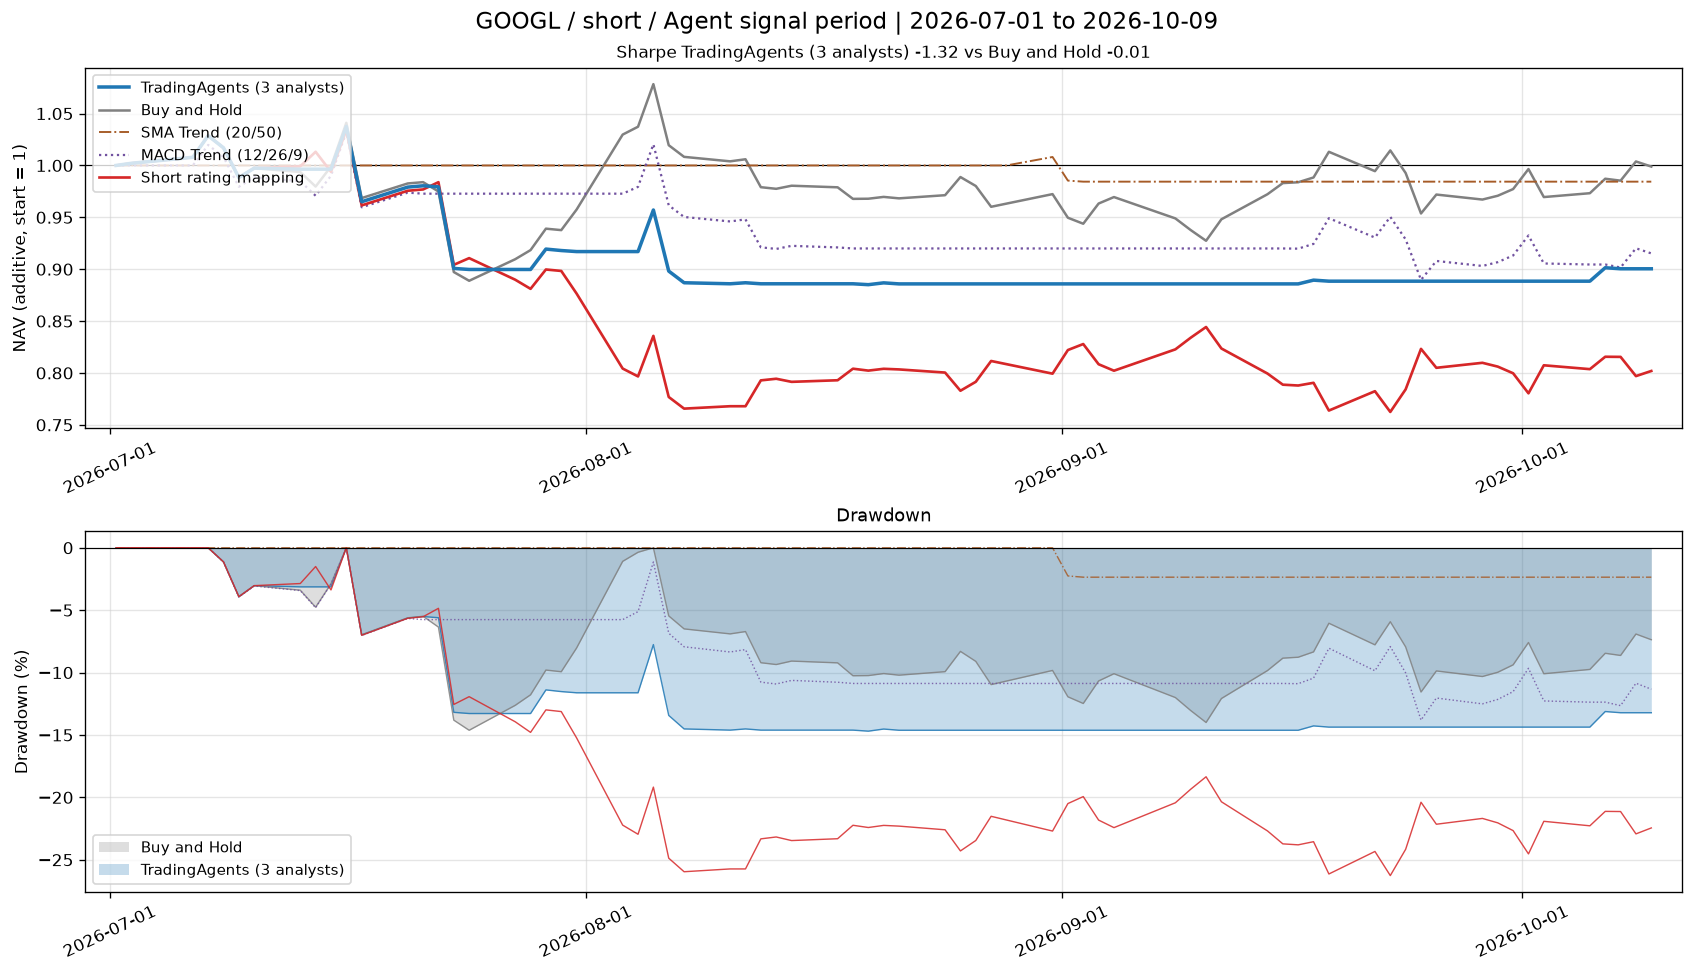 GOOGL / short / Agent signal period | 2026-07-01 to 2026-10-09
Sharpe TradingAgents (3 analysts) -1.32 vs Buy and Hold -0.01
TradingAgents (3 analysts)
Buy and Hold
SMA Trend (20/50)
MACD Trend (12/26/9)
Short rating mapping
NAV (additive, start = 1)
1.05
1.00
0.95
0.90
0.85
0.80
0.75
2026-07-01
2026-08-01
2026-09-01
2026-10-01
Drawdown
Drawdown (%)
0
−5
−10
−15
−20
−25
Buy and Hold
TradingAgents (3 analysts)
2026-07-01
2026-08-01
2026-09-01
2026-10-01